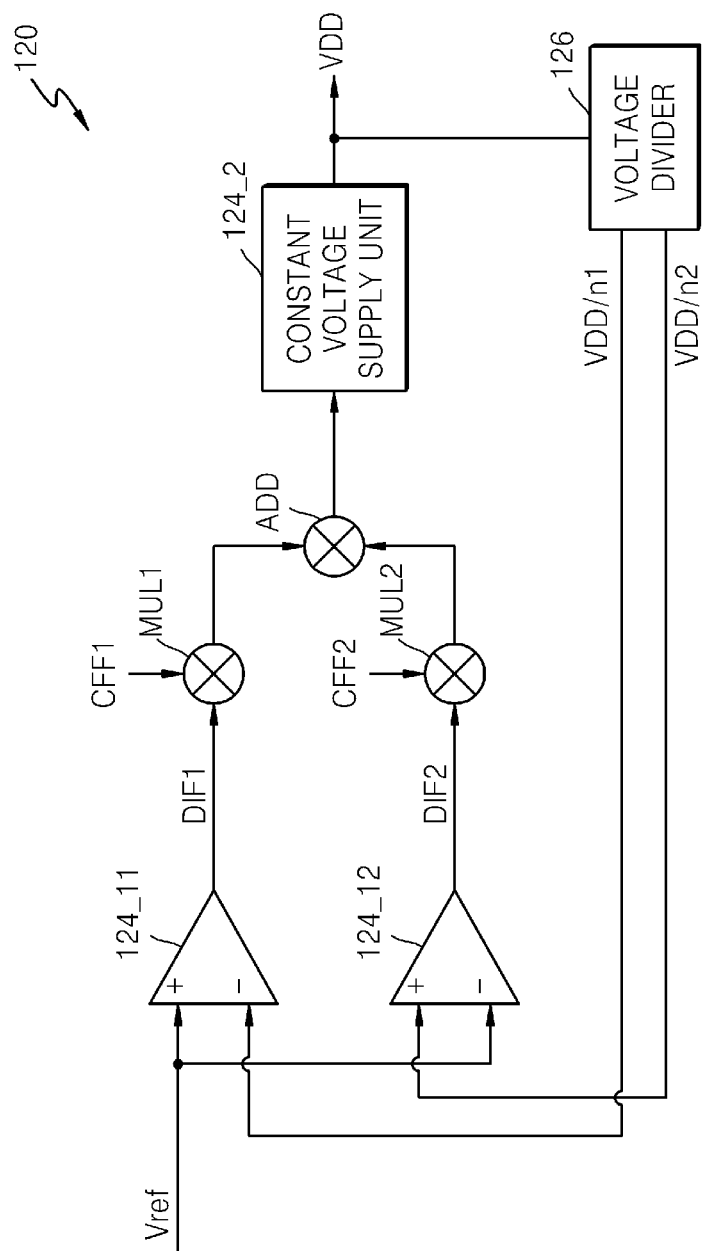 120
Vref
124_11
+
-
DIF1
CFF1
MUL1
ADD
124_12
+
-
DIF2
CFF2
MUL2
124_2
CONSTANT
VOLTAGE
SUPPLY UNIT
VDD
126
VOLTAGE
DIVIDER
VDD/n1
VDD/n2